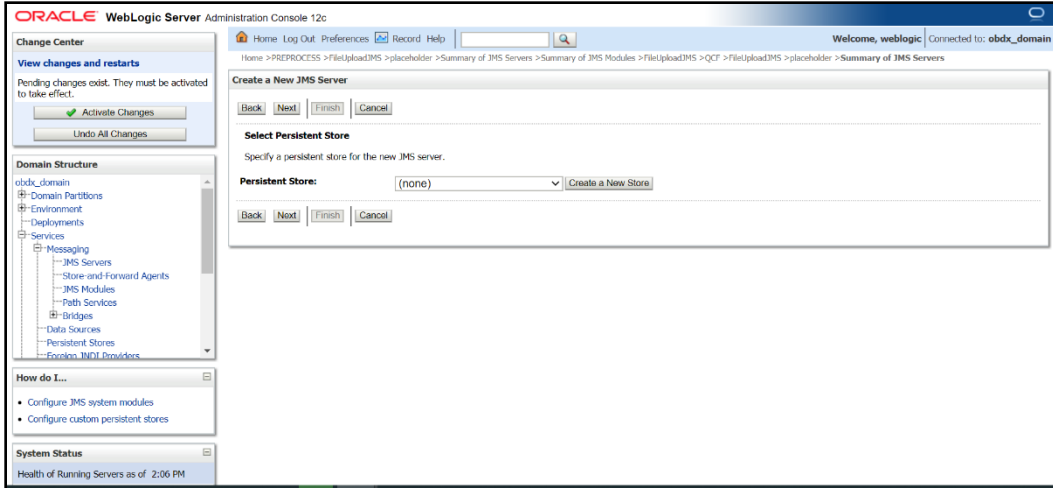 ORACLE WebLogic Server Administration Console 12c
Change Center
View changes and restarts
Pending changes exist. They must be activated
to take effect.
Activate Changes
Undo All Changes
Domain Structure
obdx_domain
Domain Partitions
Environment
Deployments
Services
Messaging
JMS Servers
Store-and-Forward Agents
JMS Modules
Path Services
Bridges
Data Sources
Persistent Stores
Foreign JNDI Providers
How do I...
Configure JMS system modules
Configure custom persistent stores
System Status
Health of Running Servers as of 2:06 PM
Home Log Out Preferences Record Help
Welcome, weblogic Connected to: obdx_domain
Home >PREPROCESS >FileUploadJMS >placeholder >Summary of JMS Servers >Summary of JMS Modules >FileUploadJMS >QCF >FileUploadJMS >placeholder >Summary of JMS Servers
Create a New JMS Server
Back Next Finish Cancel
Select Persistent Store
Specify a persistent store for the new JMS server.
Persistent Store: (none) Create a New Store
Back Next Finish Cancel